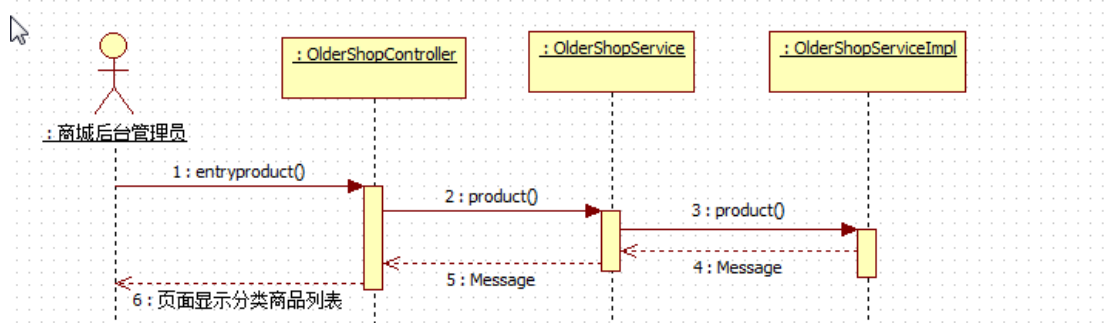 : OlderShopController
: OlderShopService
: OlderShopServiceImpl
: 商城后台管理员
1 : entryproduct()
2 : product()
3 : product()
4 : Message
5 : Message
6 : 页面显示分类商品列表